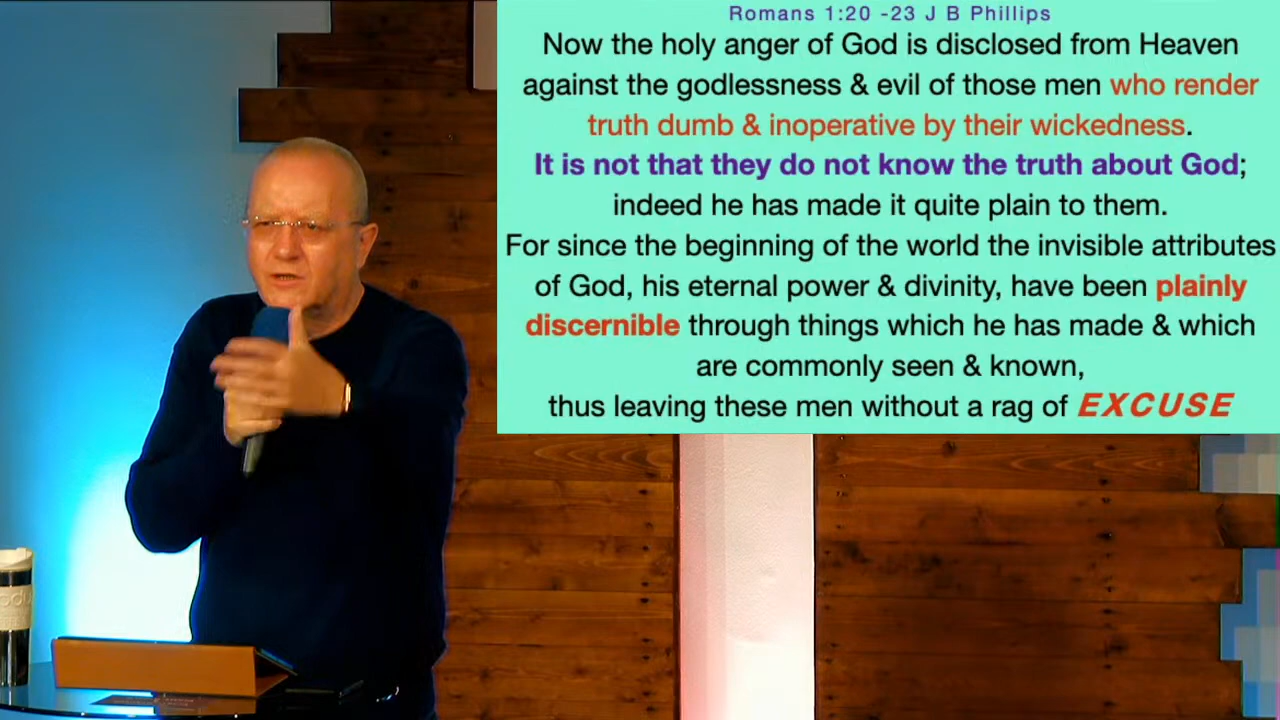 Romans 1:20 -23 J B Phillips
Now the holy anger of God is disclosed from Heaven
against the godlessness & evil of those men who render
truth dumb & inoperative by their wickedness.
It is not that they do not know the truth about God;
indeed he has made it quite plain to them.
For since the beginning of the world the invisible attributes
of God, his eternal power & divinity, have been plainly
discernible through things which he has made & which
are commonly seen & known,
thus leaving these men without a rag of EXCUSE